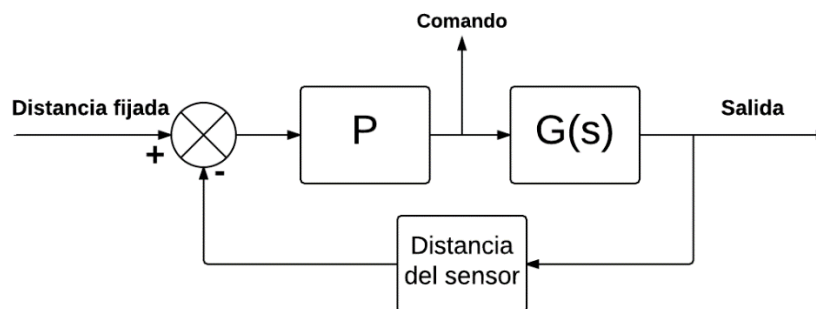 Comando
Distancia fijada
P
G(s)
Salida
+
-
Distancia
del sensor